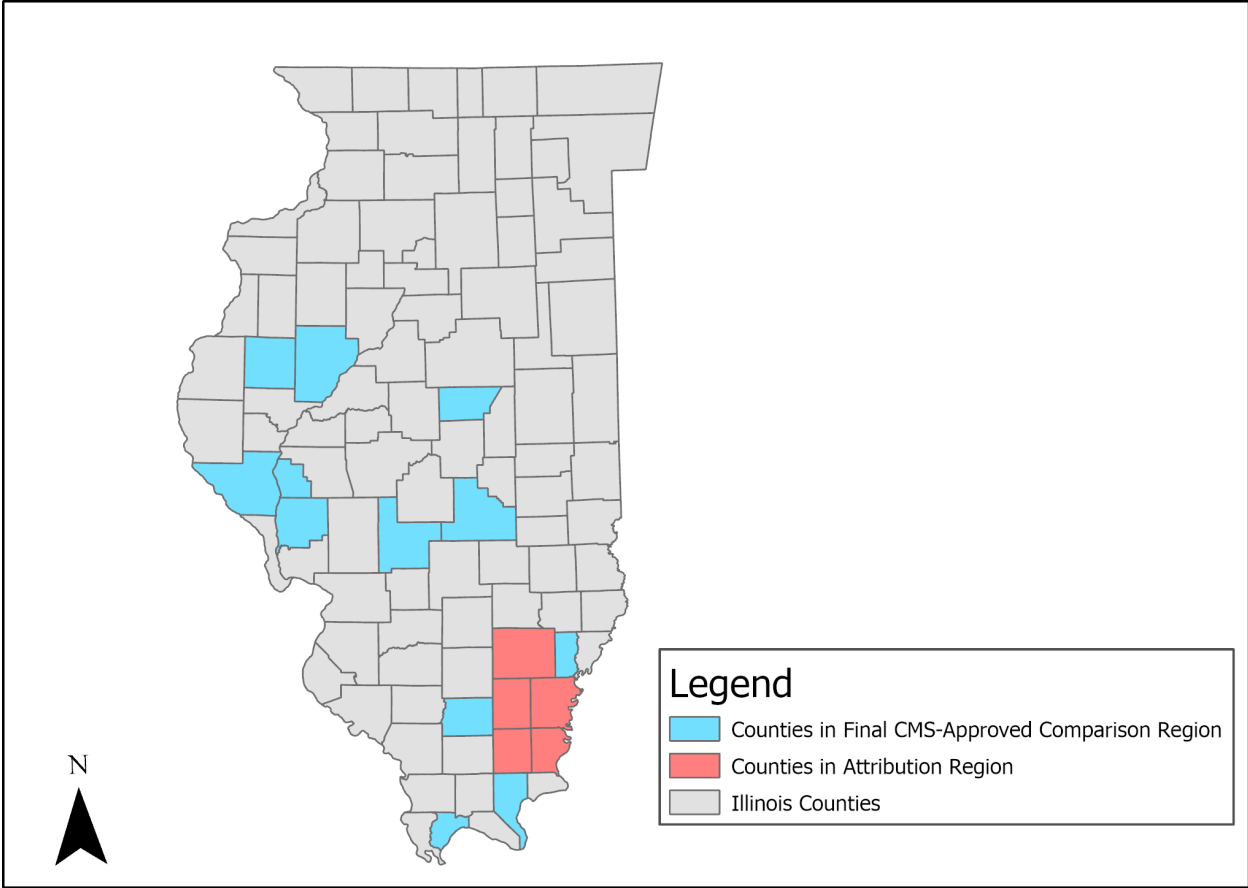 Legend
Counties in Final CMS-Approved Comparison Region
Counties in Attribution Region
Illinois Counties
N